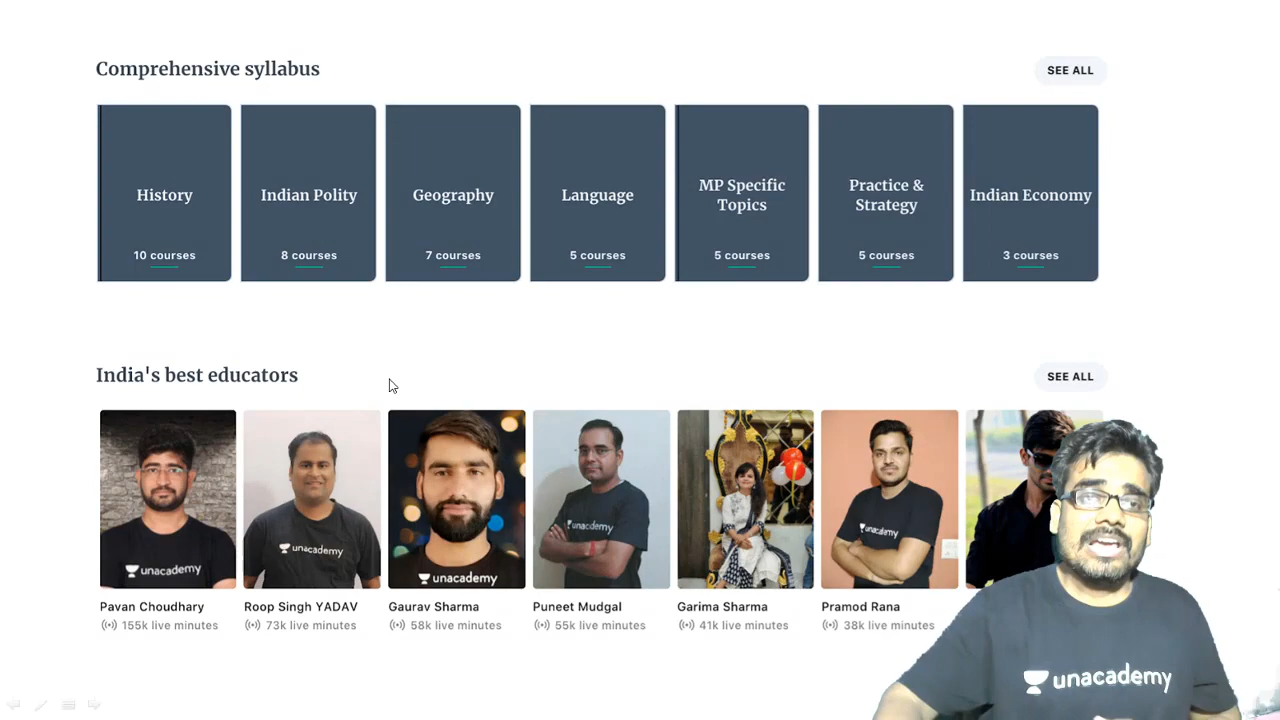 Comprehensive syllabus
SEE ALL
History
10 courses
Indian Polity
8 courses
Geography
7 courses
Language
5 courses
MP Specific
Topics
5 courses
Practice &
Strategy
5 courses
Indian Economy
3 courses
India's best educators
SEE ALL
unacademy
unacademy
unacademy
unacademy
unacademy
Pavan Choudhary
155k live minutes
Roop Singh YADAV
73k live minutes
Gaurav Sharma
58k live minutes
Puneet Mudgal
55k live minutes
Garima Sharma
41k live minutes
Pramod Rana
38k live minutes
unacademy